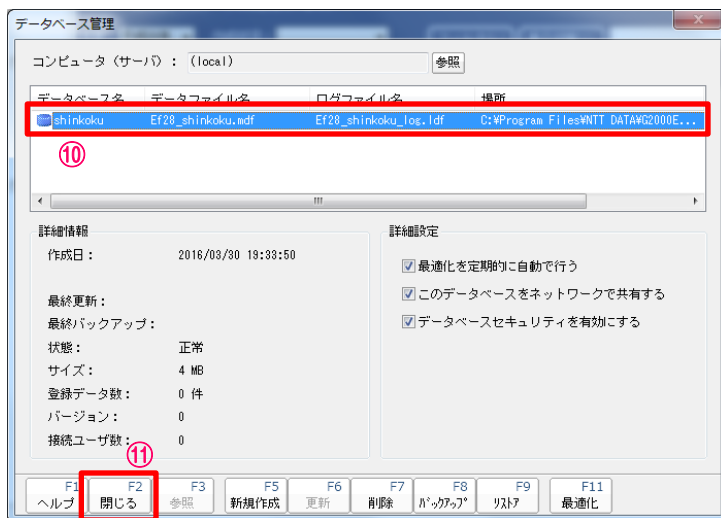 データベース管理
コンピュータ (サーバ) : (local) 参照
データベース名 データファイル名 ログファイル名 場所
shinkoku Ef28_shinkoku.mdf Ef28_shinkoku_log.ldf C:¥Program Files¥NTT DATA¥G2000E...
⑩
詳細情報 詳細設定
作成日: 2016/03/30 19:33:50
最適化を定期的に自動で行う
このデータベースをネットワークで共有する
最終更新:
データベースセキュリティを有効にする
最終バックアップ:
状態: 正常
サイズ: 4 MB
登録データ数: 0 件
バージョン: 0
接続ユーザ数: 0
⑪
F1 F2 F3 F5 F6 F7 F8 F9 F11
ヘルプ 閉じる 参照 新規作成 更新 削除 バックアップ リストア 最適化